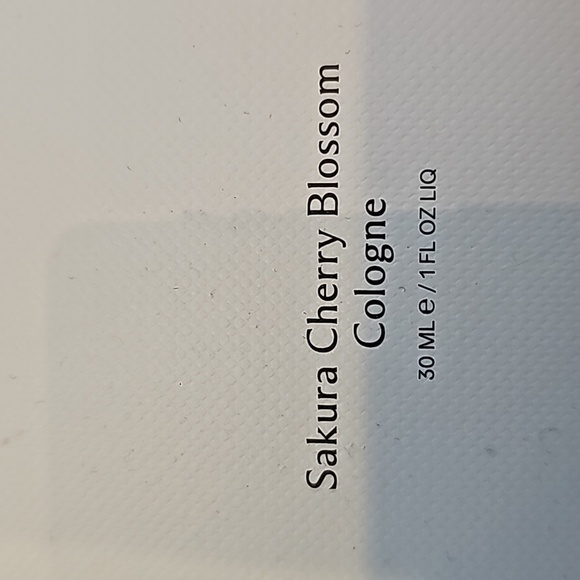 Sakura Cherry Blossom
Cologne
30 ML ℮ / 1 FL OZ LIQ